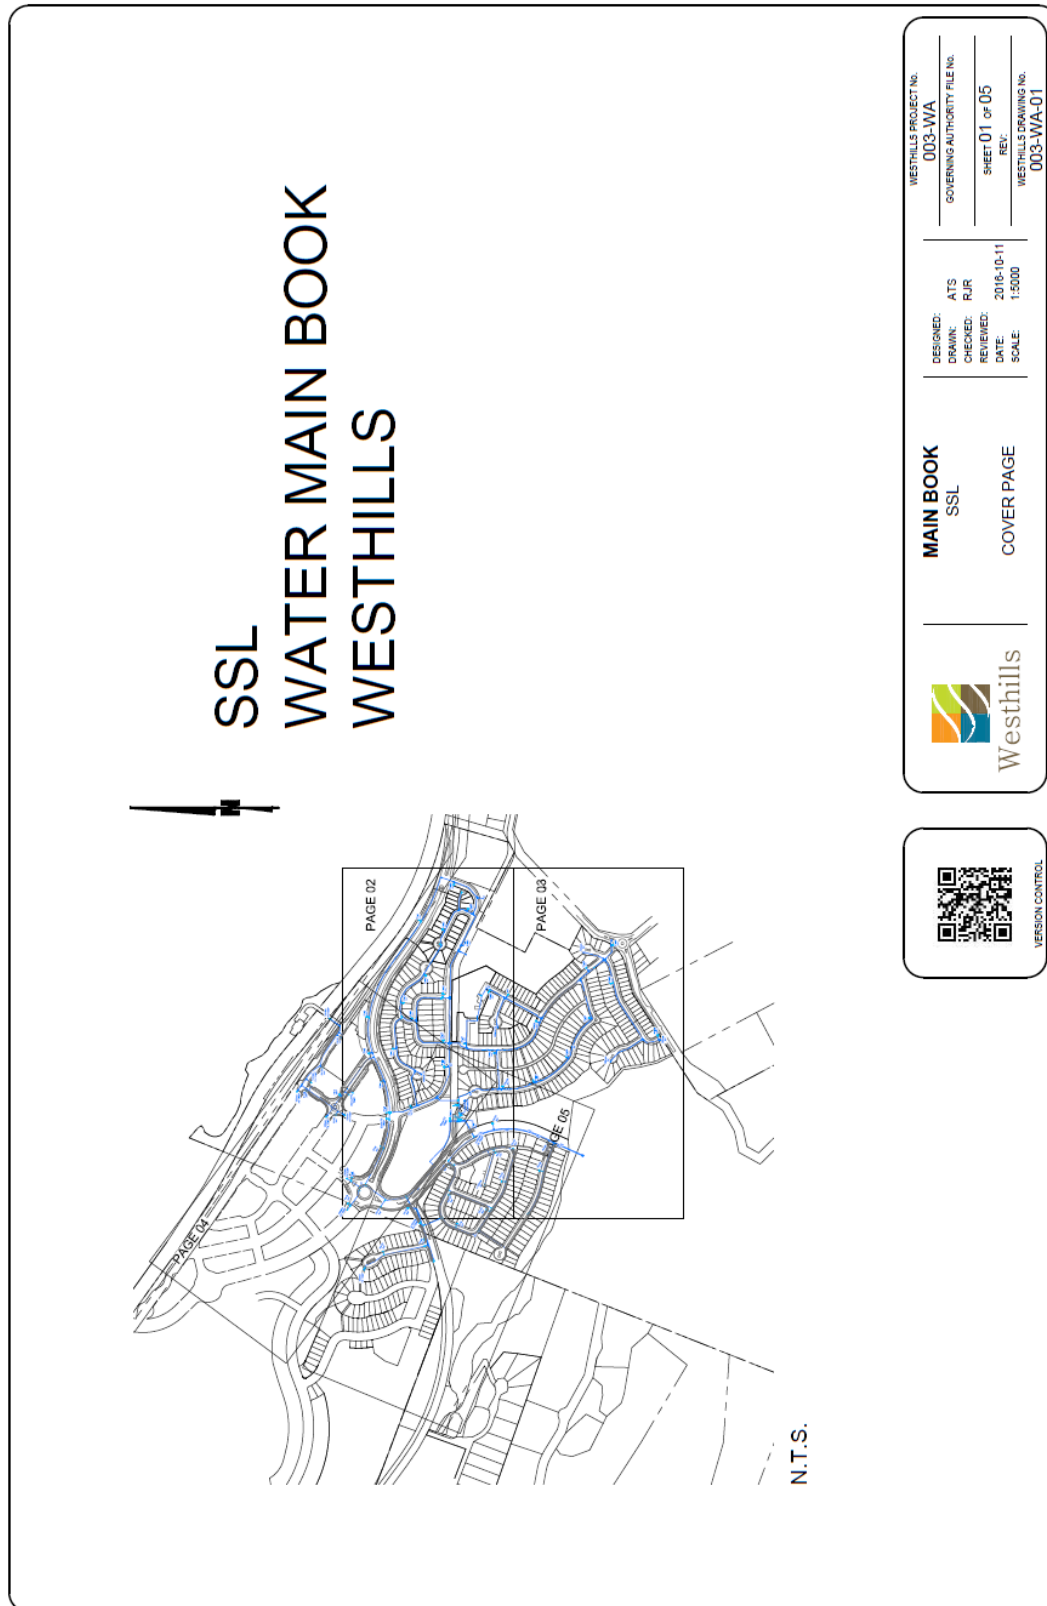 SSL
WATER MAIN BOOK
WESTHILLS
N
PAGE 02
PAGE 03
PAGE 04
GE 05
N.T.S.
VERSION CONTROL
Westhills
MAIN BOOK
SSL
COVER PAGE
DESIGNED:
DRAWN: ATS
CHECKED: RJR
REVIEWED:
DATE: 2016-10-11
SCALE: 1:5000
WESTHILLS PROJECT No.
003-WA
GOVERNING AUTHORITY FILE No.
SHEET 01 OF 05
REV:
WESTHILLS DRAWING No.
003-WA-01